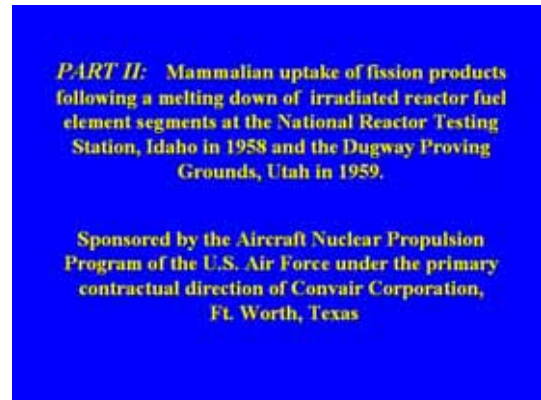 PART II: Mammalian uptake of fission products
following a melting down of irradiated reactor fuel
element segments at the National Reactor Testing
Station, Idaho in 1958 and the Dugway Proving
Grounds, Utah in 1959.
Sponsored by the Aircraft Nuclear Propulsion
Program of the U.S. Air Force under the primary
contractual direction of Convair Corporation,
Ft. Worth, Texas